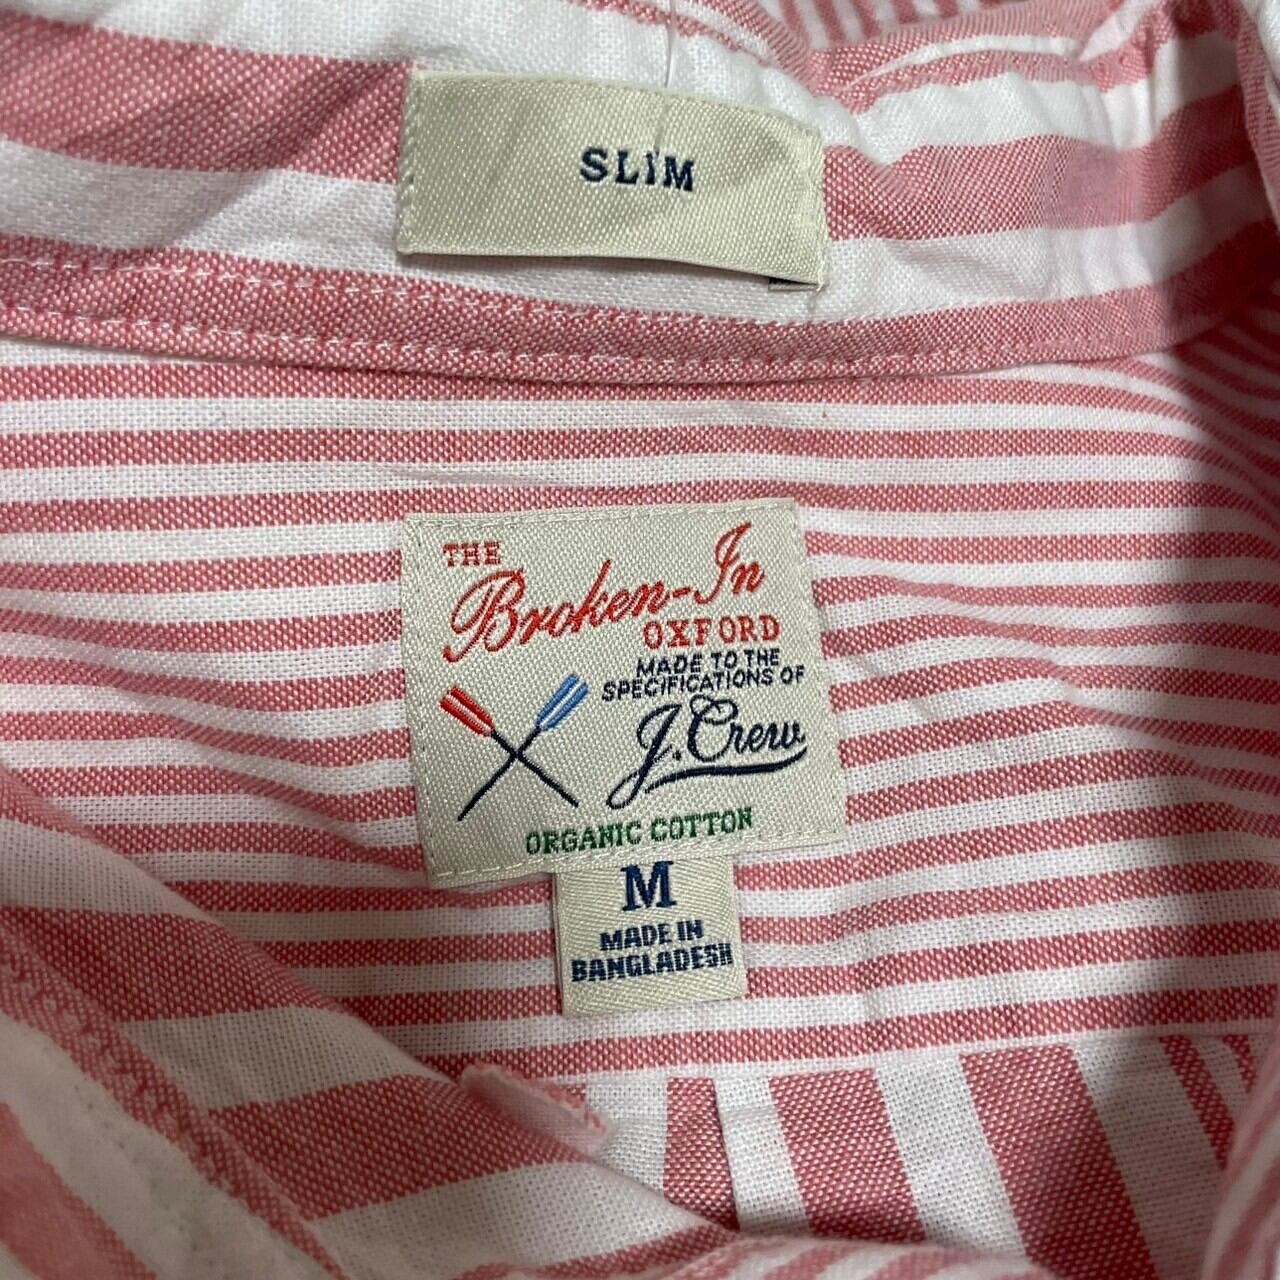 SLIM
THE
Broken-In
OXFORD
MADE TO THE
SPECIFICATIONS OF
J.Crew
ORGANIC COTTON
M
MADE IN
BANGLADESH